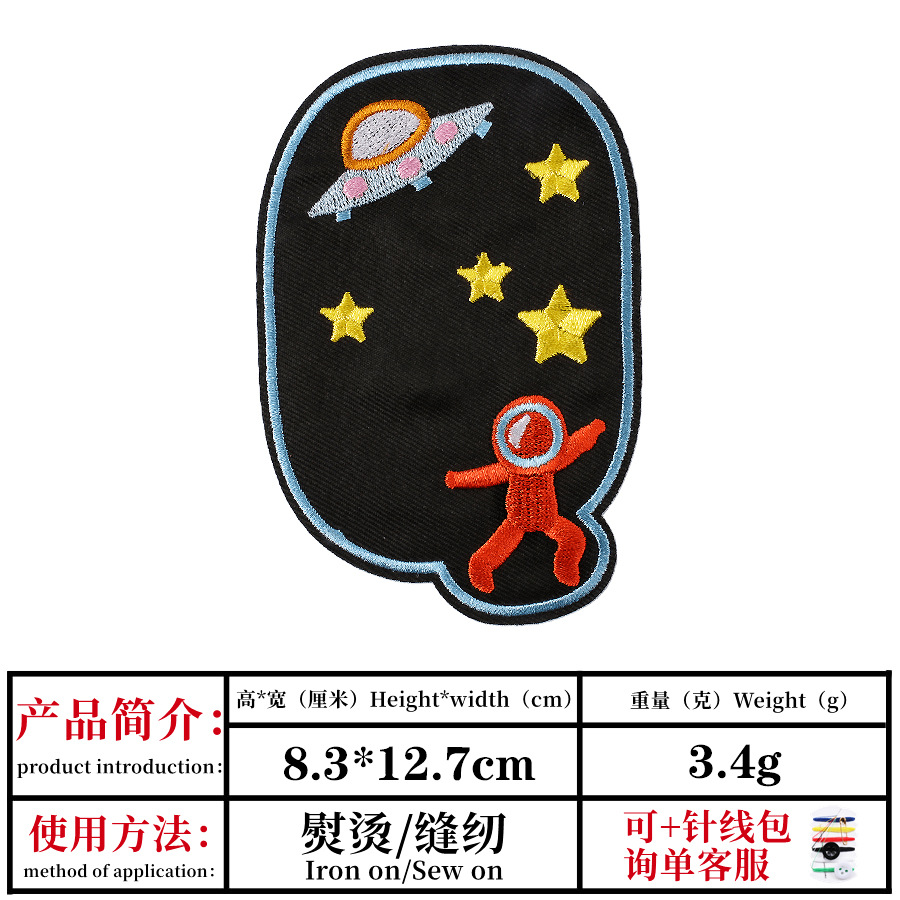 产品简介：
product introduction：
高*宽（厘米）Height*width（cm）
8.3*12.7cm
重量（克）Weight（g）
3.4g
使用方法：
method of application：
熨烫/缝纫
Iron on/Sew on
可+针线包
询单客服